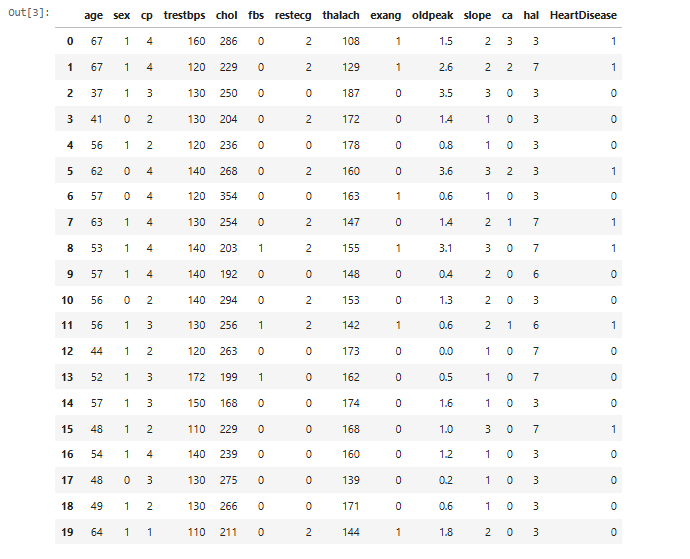 Out[3]:
age sex cp trestbps chol fbs restecg thalach exang oldpeak slope ca hal HeartDisease
0 67 1 4 160 286 0 2 108 1 1.5 2 3 3 1
1 67 1 4 120 229 0 2 129 1 2.6 2 2 7 1
2 37 1 3 130 250 0 0 187 0 3.5 3 0 3 0
3 41 0 2 130 204 0 2 172 0 1.4 1 0 3 0
4 56 1 2 120 236 0 0 178 0 0.8 1 0 3 0
5 62 0 4 140 268 0 2 160 0 3.6 3 2 3 1
6 57 0 4 120 354 0 0 163 1 0.6 1 0 3 0
7 63 1 4 130 254 0 2 147 0 1.4 2 1 7 1
8 53 1 4 140 203 1 2 155 1 3.1 3 0 7 1
9 57 1 4 140 192 0 0 148 0 0.4 2 0 6 0
10 56 0 2 140 294 0 2 153 0 1.3 2 0 3 0
11 56 1 3 130 256 1 2 142 1 0.6 2 1 6 1
12 44 1 2 120 263 0 0 173 0 0.0 1 0 7 0
13 52 1 3 172 199 1 0 162 0 0.5 1 0 7 0
14 57 1 3 150 168 0 0 174 0 1.6 1 0 3 0
15 48 1 2 110 229 0 0 168 0 1.0 3 0 7 1
16 54 1 4 140 239 0 0 160 0 1.2 1 0 3 0
17 48 0 3 130 275 0 0 139 0 0.2 1 0 3 0
18 49 1 2 130 266 0 0 171 0 0.6 1 0 3 0
19 64 1 1 110 211 0 2 144 1 1.8 2 0 3 0